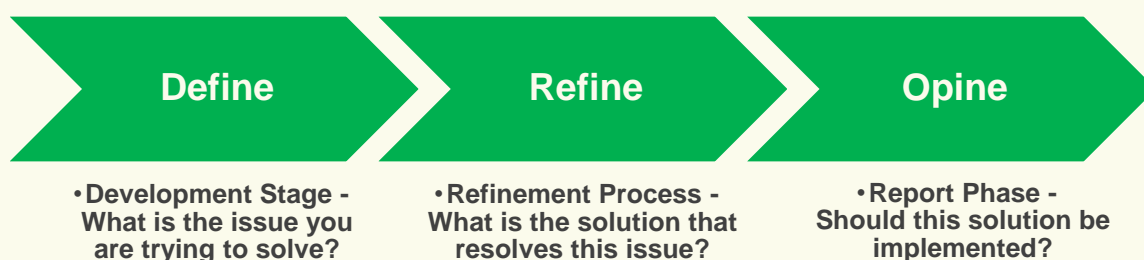 Define
Refine
Opine
•Development Stage -
What is the issue you
are trying to solve?
•Refinement Process -
What is the solution that
resolves this issue?
•Report Phase -
Should this solution be
implemented?